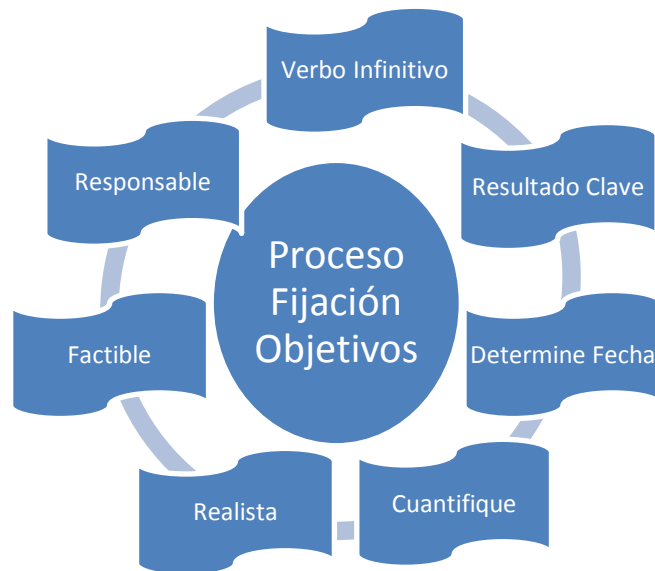 Verbo Infinitivo
Resultado Clave
Determine Fecha
Cuantifique
Realista
Factible
Responsable
Proceso
Fijación
Objetivos